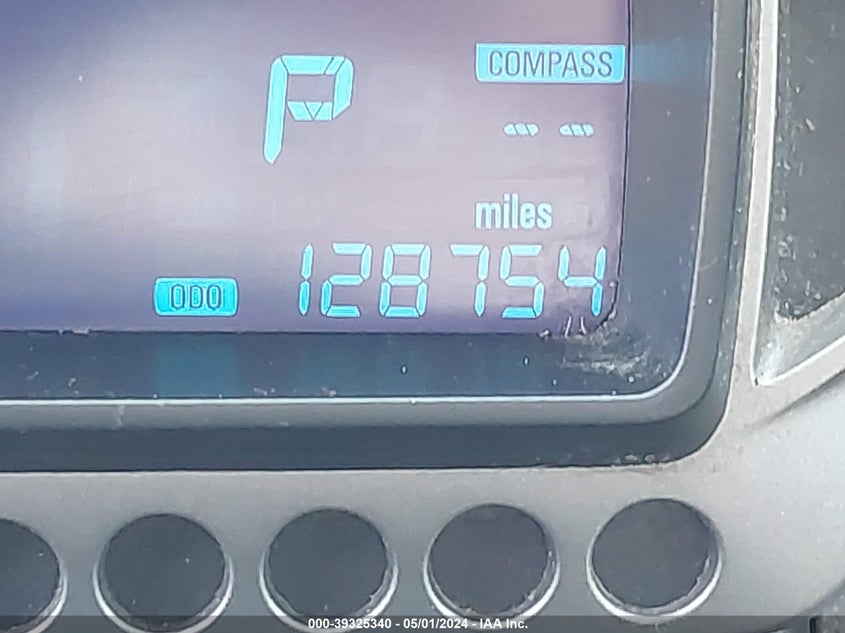 P
COMPASS
-- --
miles
ODO 128754
000-39325340 - 05/01/2024 - IAA Inc.